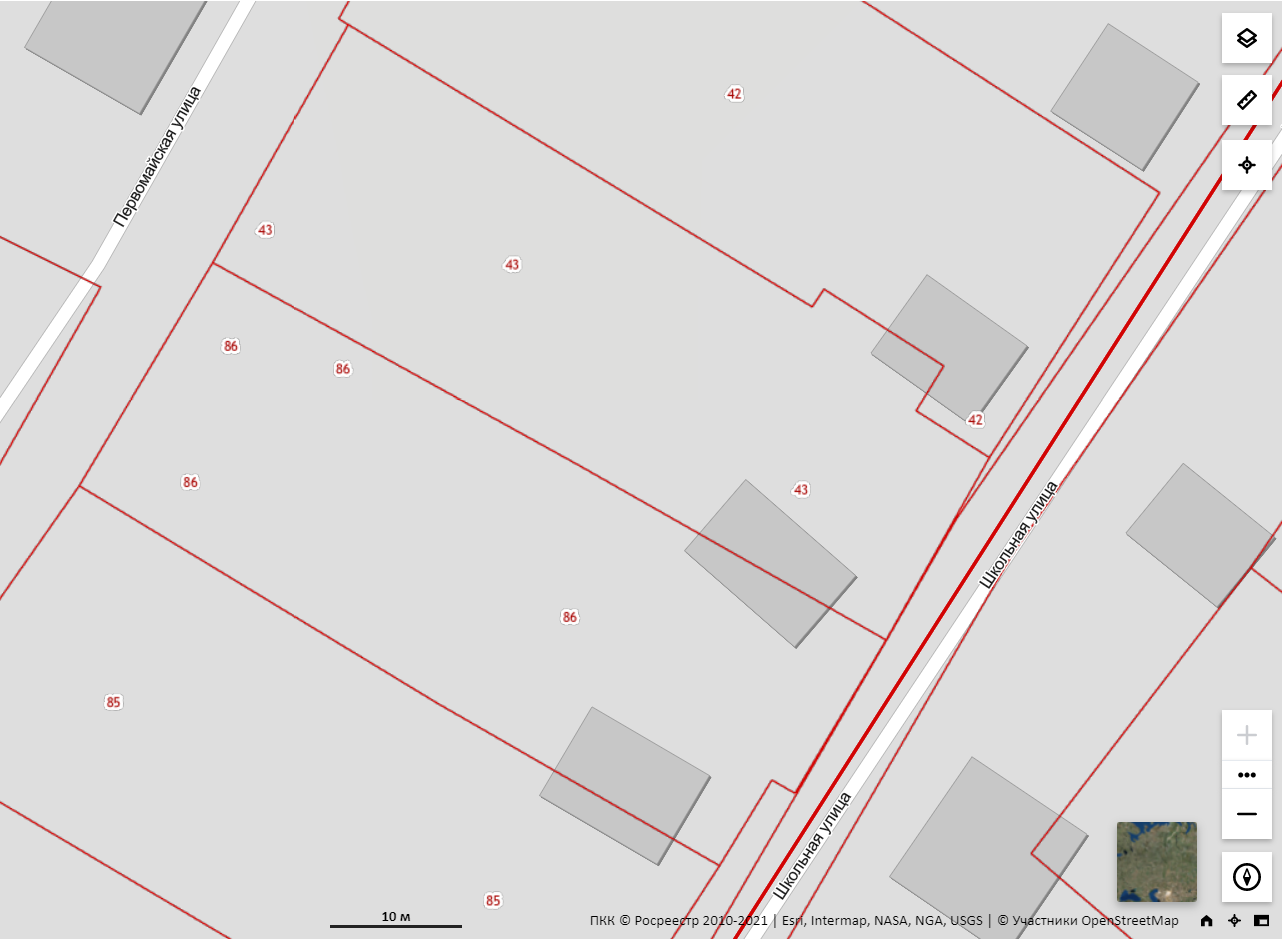 42
Первомайская улица
43
43
86
86
42
86
43
Школьная улица
86
85
Школьная улица
85
10 м
ПКК © Росреестр 2010-2021 | Esri, Intermap, NASA, NGA, USGS | © Участники OpenStreetMap